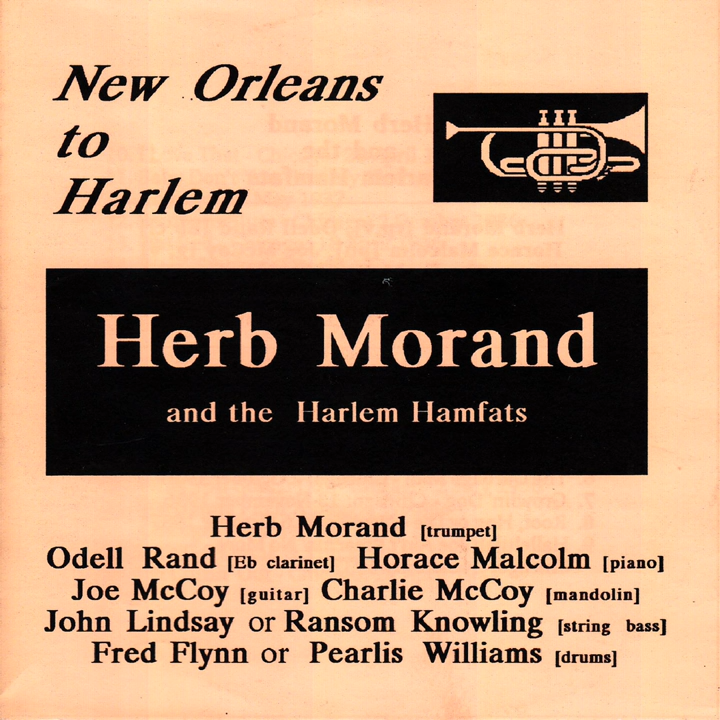 New Orleans
to
Harlem
Herb Morand
and the Harlem Hamfats
Herb Morand [trumpet]
Odell Rand [Eb clarinet] Horace Malcolm [piano]
Joe McCoy [guitar] Charlie McCoy [mandolin]
John Lindsay or Ransom Knowling [string bass]
Fred Flynn or Pearlis Williams [drums]